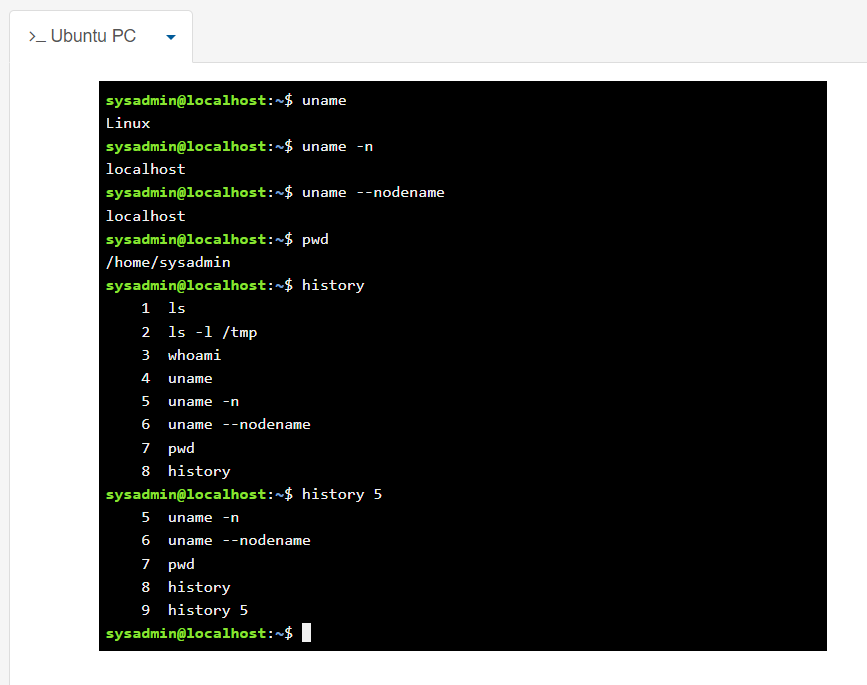 >_ Ubuntu PC
sysadmin@localhost:~$ uname
Linux
sysadmin@localhost:~$ uname -n
localhost
sysadmin@localhost:~$ uname --nodename
localhost
sysadmin@localhost:~$ pwd
/home/sysadmin
sysadmin@localhost:~$ history
    1  ls
    2  ls -l /tmp
    3  whoami
    4  uname
    5  uname -n
    6  uname --nodename
    7  pwd
    8  history
sysadmin@localhost:~$ history 5
    5  uname -n
    6  uname --nodename
    7  pwd
    8  history
    9  history 5
sysadmin@localhost:~$